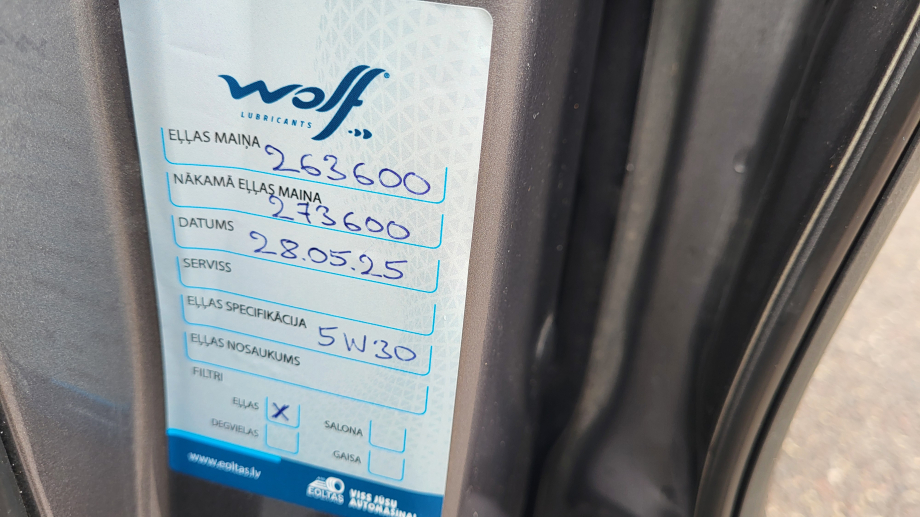 wolf
LUBRICANTS
EĻĻAS MAIŅA 263600
NĀKAMĀ EĻĻAS MAIŅA 273600
DATUMS 28.05.25
SERVISS
EĻĻAS SPECIFIKĀCIJA 5W30
EĻĻAS NOSAUKUMS
FILTRI
EĻĻAS X SALONA
DEGVIELAS GAISA
www.eoltas.lv
EOLTAS VISS JŪSU
AUTOMAŠĪNAI